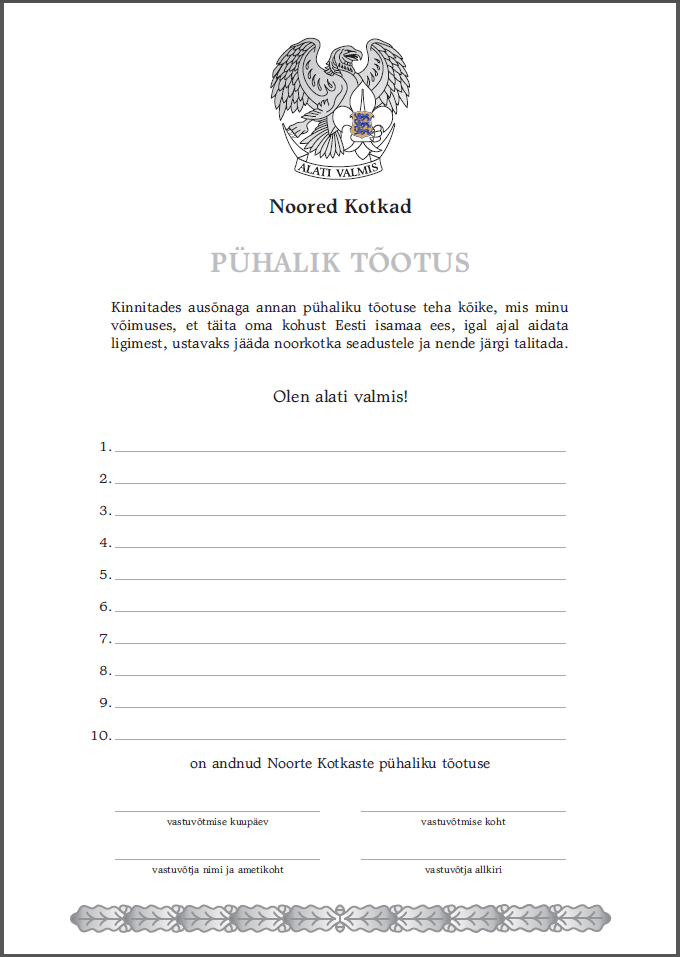 ALATI VALMIS
Noored Kotkad
PÜHALIK TÕOTUS
Kinnitades ausõnaga annan pühaliku tõotuse teha kõike, mis minu
võimuses, et täita oma kohust Eesti isamaa ees, igal ajal aidata
ligimest, ustavaks jääda noorkotka seadustele ja nende järgi talitada.
Olen alati valmis!
1.
2.
3.
4.
5.
6.
7.
8.
9.
10.
on andnud Noorte Kotkaste pühaliku tõotuse
vastuvõtmise kuupäev vastuvõtmise koht
vastuvõtja nimi ja ametikoht vastuvõtja allkiri